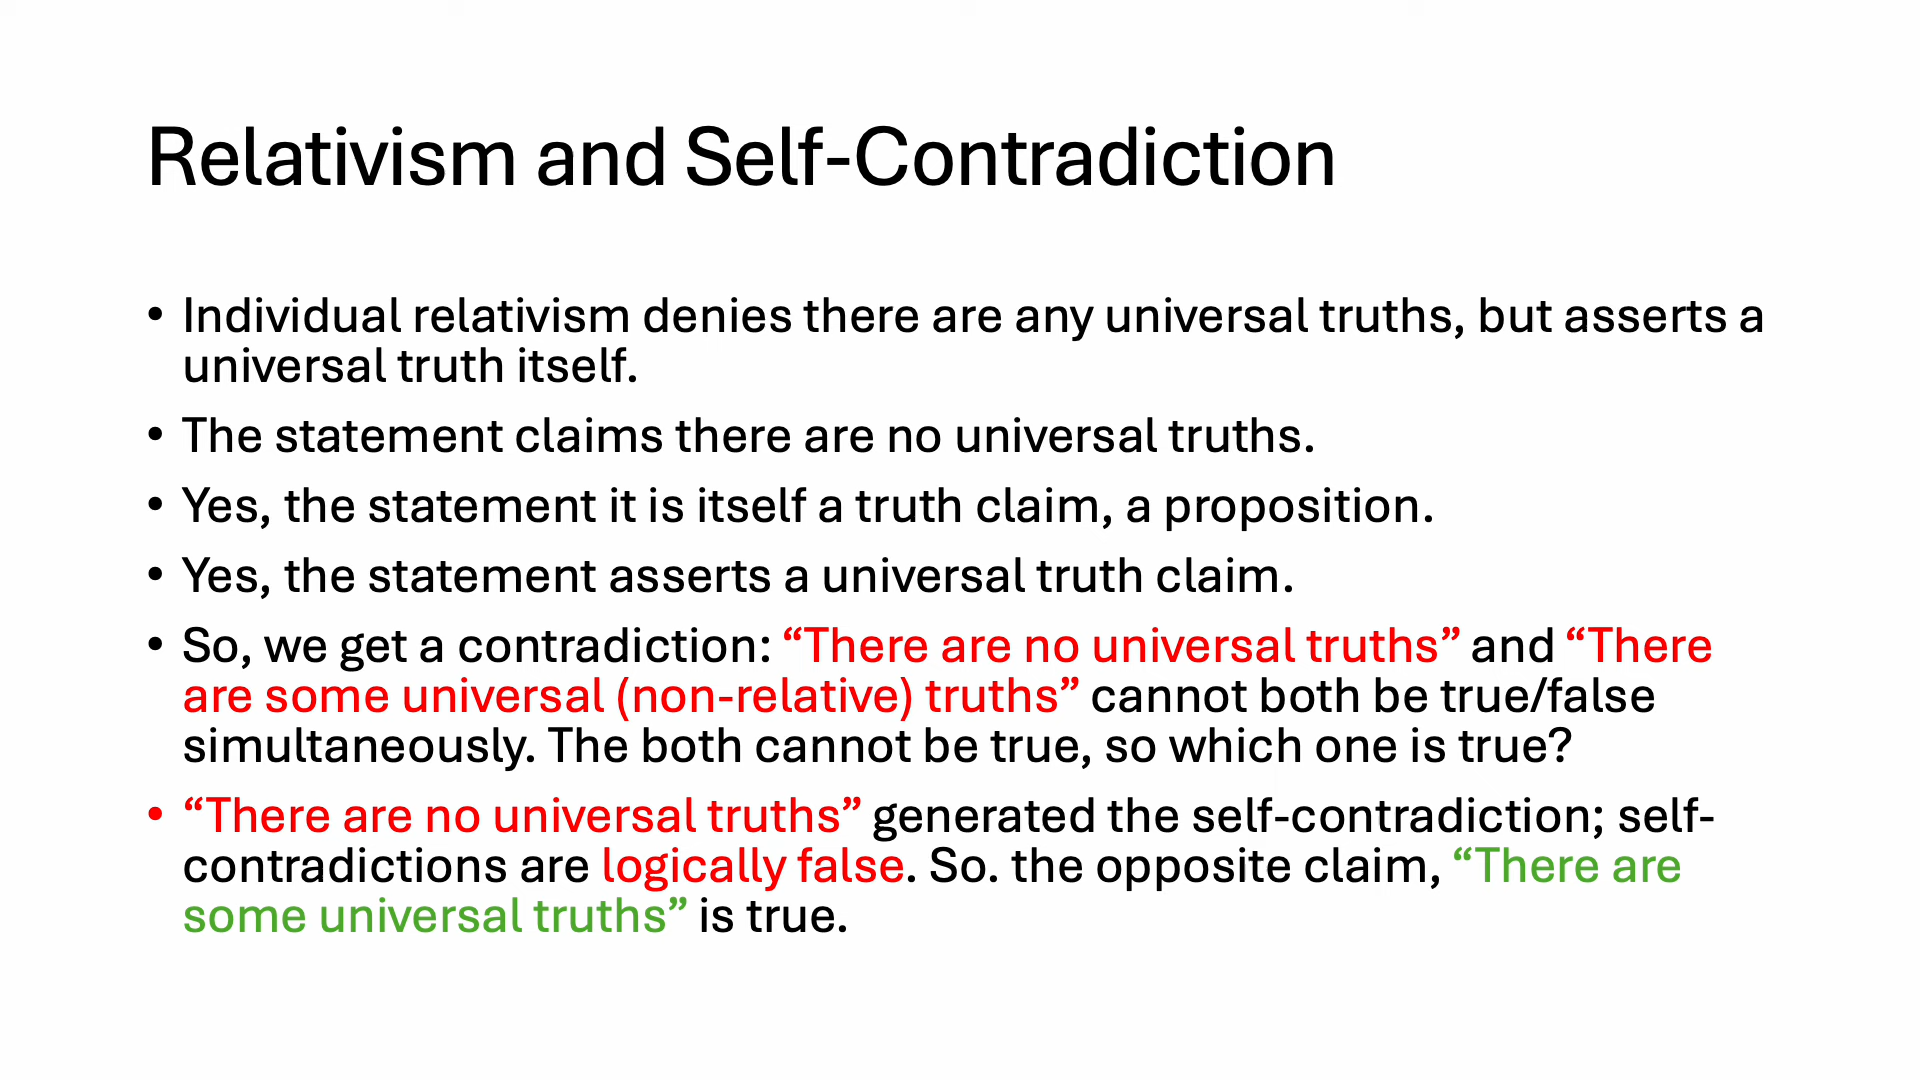 Relativism and Self-Contradiction
• Individual relativism denies there are any universal truths, but asserts a
universal truth itself.
• The statement claims there are no universal truths.
• Yes, the statement it is itself a truth claim, a proposition.
• Yes, the statement asserts a universal truth claim.
• So, we get a contradiction: “There are no universal truths” and “There
are some universal (non-relative) truths” cannot both be true/false
simultaneously. The both cannot be true, so which one is true?
• “There are no universal truths” generated the self-contradiction; self-
contradictions are logically false. So. the opposite claim, “There are
some universal truths” is true.